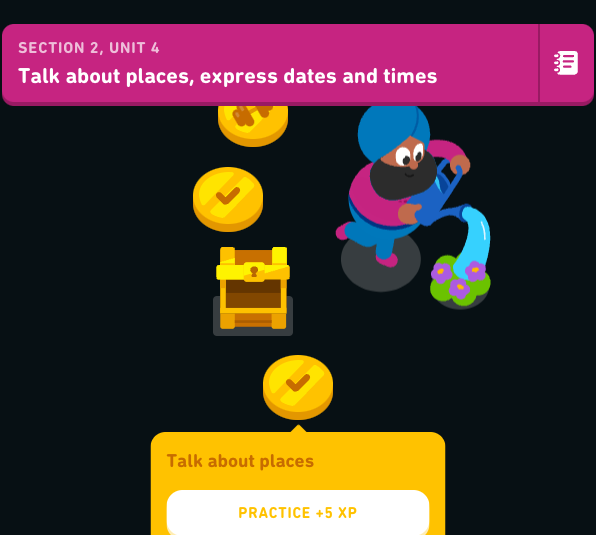 SECTION 2, UNIT 4
Talk about places, express dates and times
Talk about places
PRACTICE +5 XP